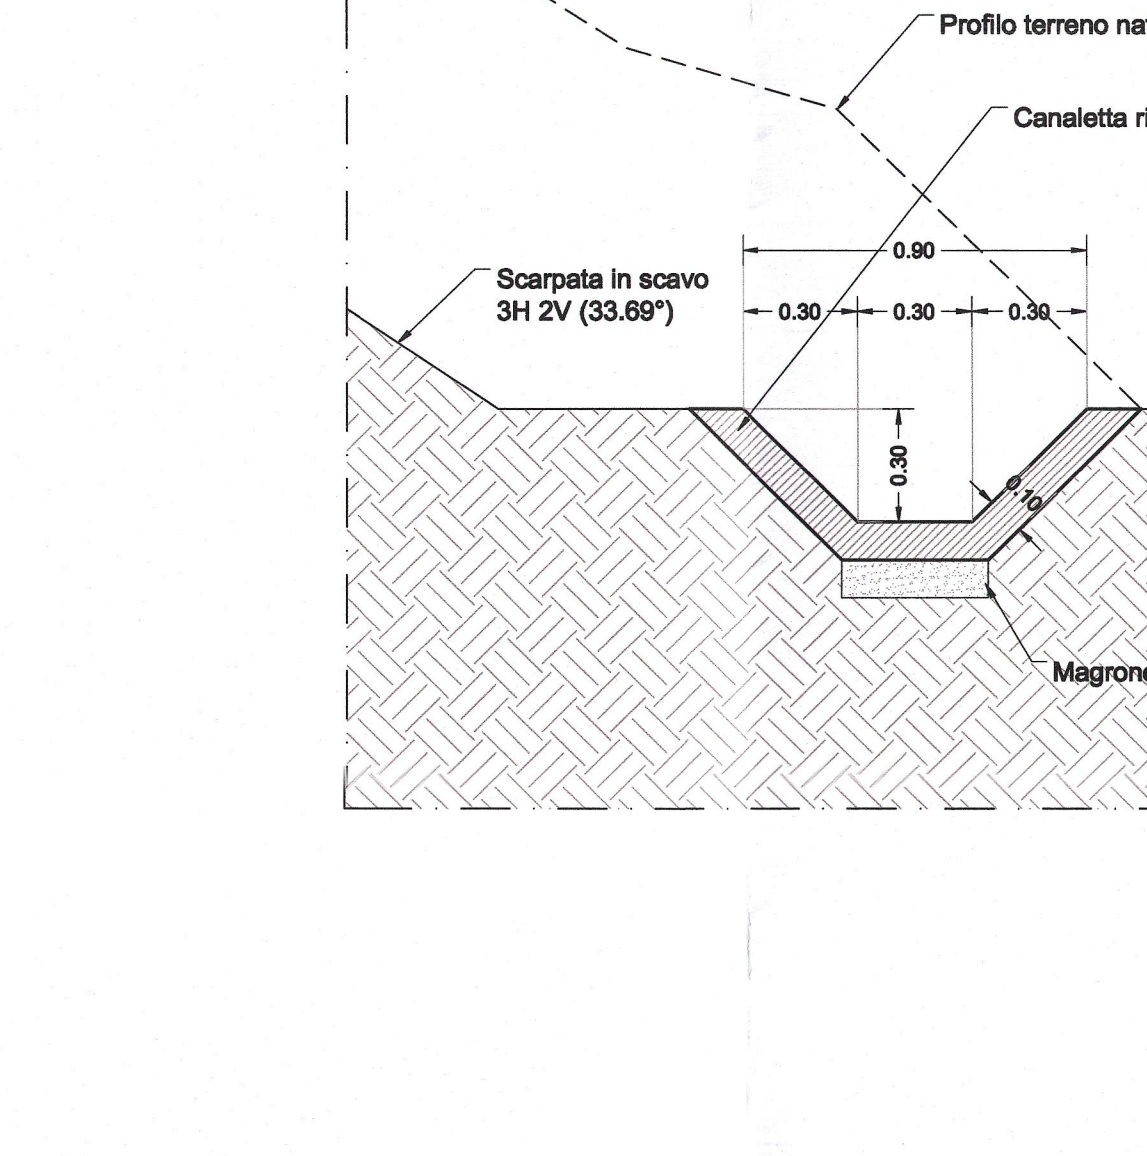 Profilo terreno na
Canaletta ri
0.90
Scarpata in scavo
3H 2V (33.69°)
0.30 0.30 0.30
0.30
0.10
Magrone